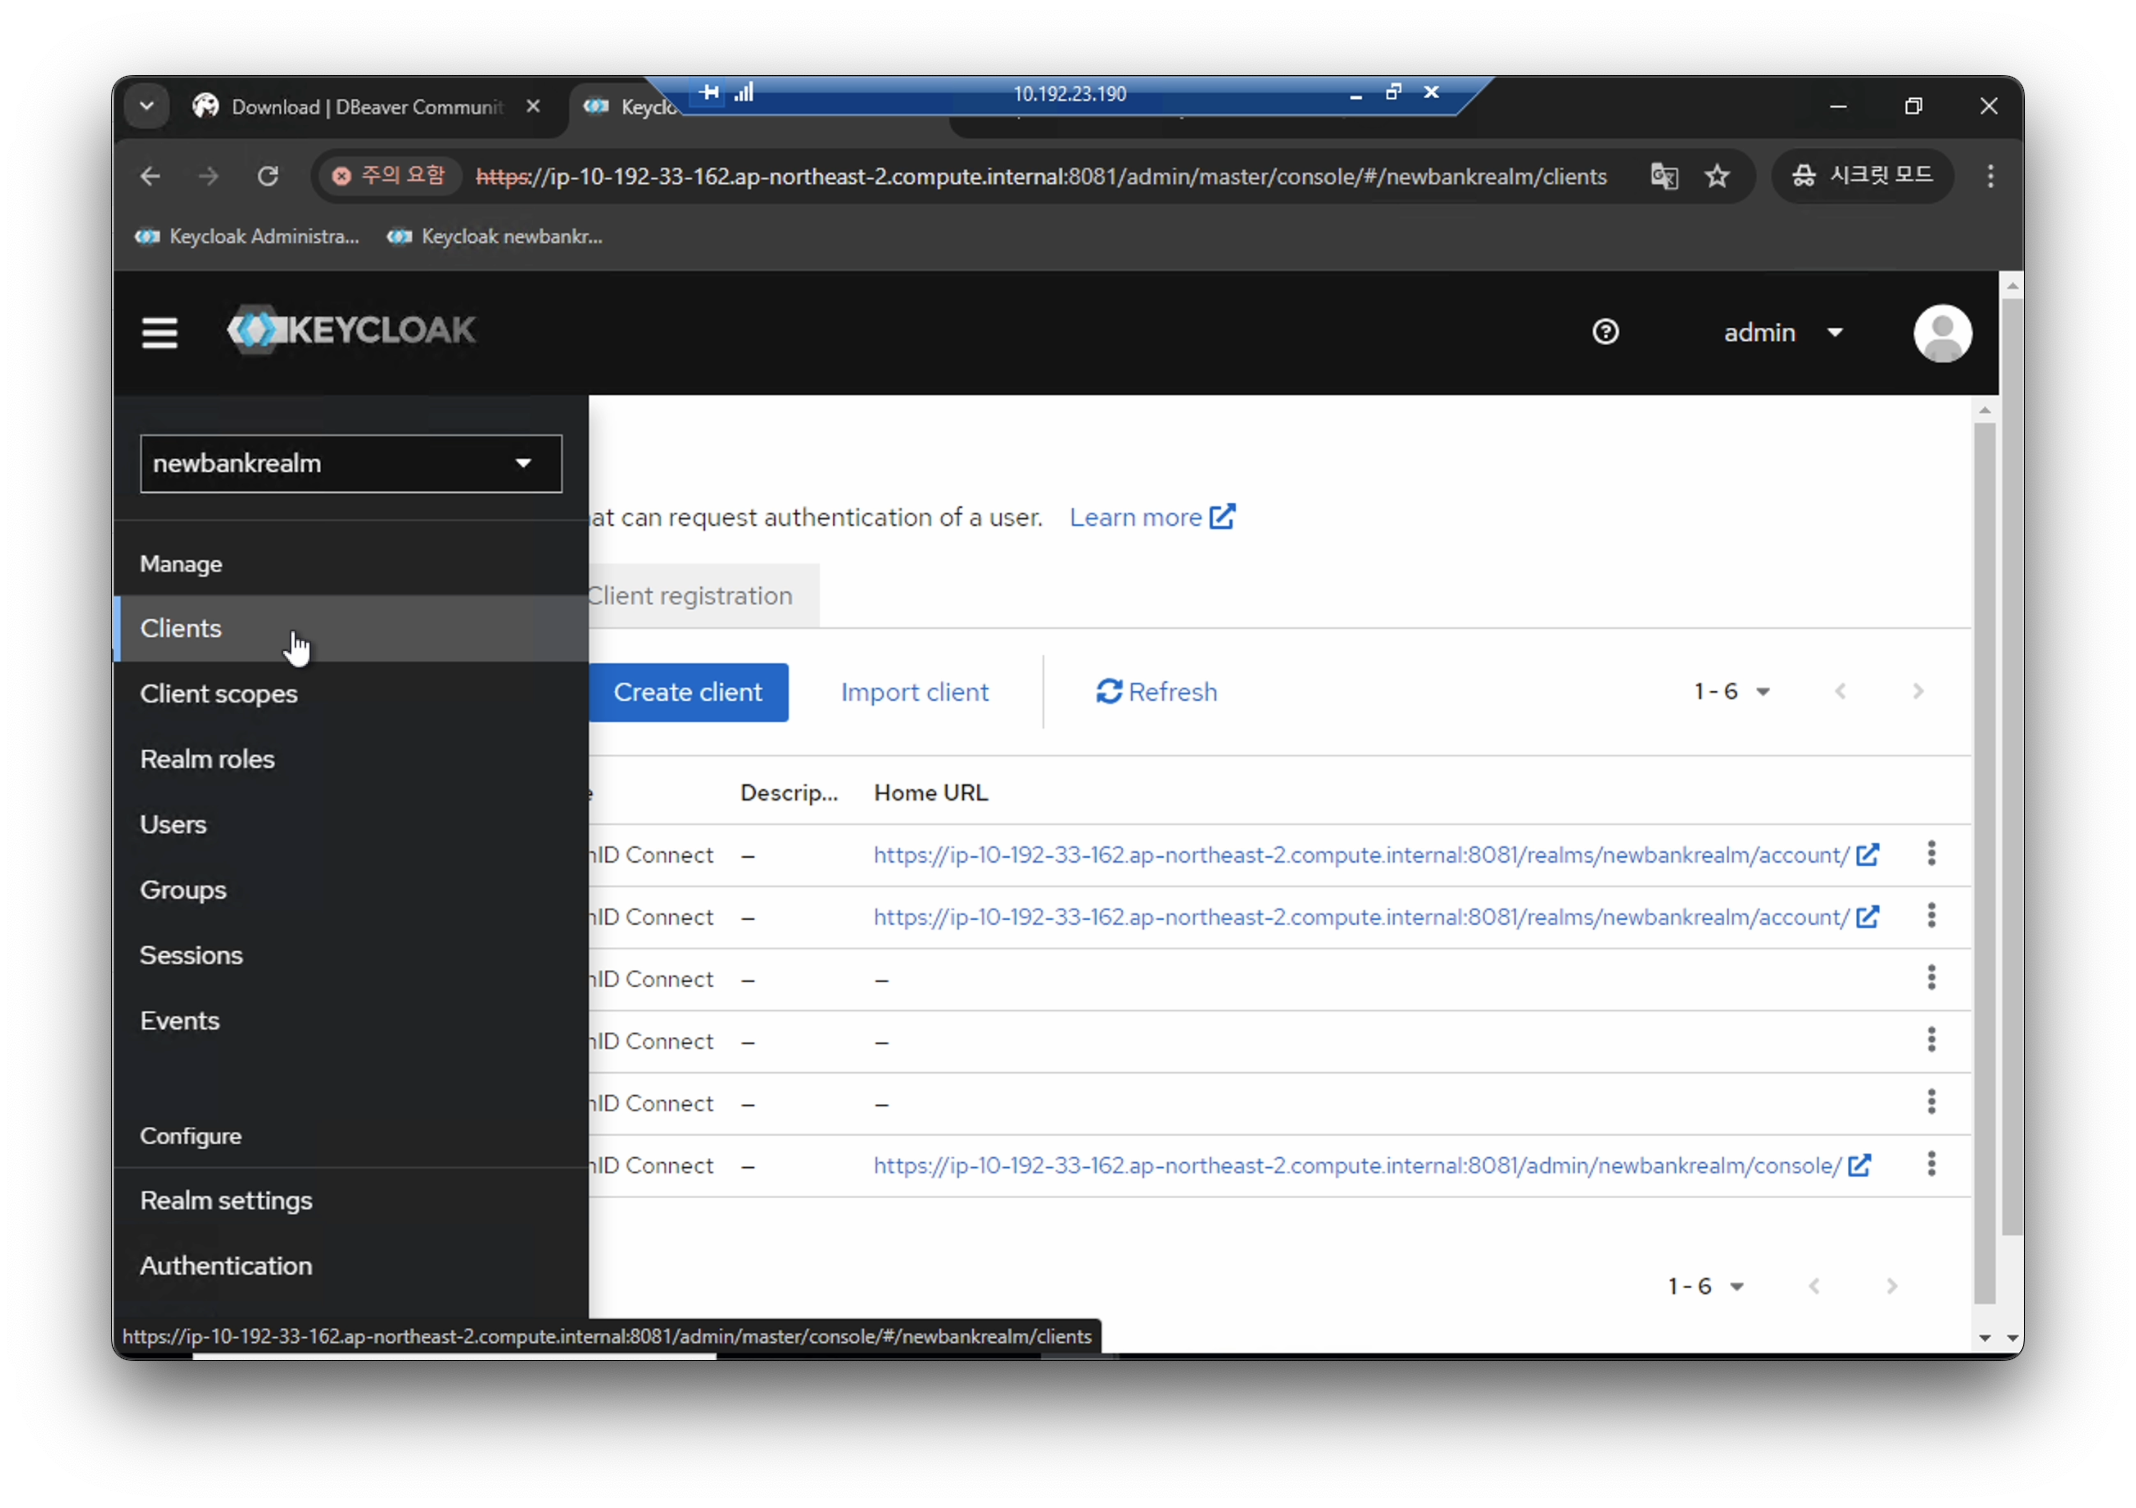 10.192.23.190
Download | DBeaver Communit
Keyclo
주의 요함
https://ip-10-192-33-162.ap-northeast-2.compute.internal:8081/admin/master/console/#/newbankrealm/clients
시크릿 모드
Keycloak Administra...
Keycloak newbankr...
KEYCLOAK
admin
newbankrealm
Manage
Clients
Client scopes
Realm roles
Users
Groups
Sessions
Events
Configure
Realm settings
Authentication
at can request authentication of a user. Learn more
Client registration
Create client
Import client
Refresh
1 - 6
Descrip...
Home URL
nID Connect – https://ip-10-192-33-162.ap-northeast-2.compute.internal:8081/realms/newbankrealm/account/
nID Connect – https://ip-10-192-33-162.ap-northeast-2.compute.internal:8081/realms/newbankrealm/account/
nID Connect – –
nID Connect – –
nID Connect – –
nID Connect – https://ip-10-192-33-162.ap-northeast-2.compute.internal:8081/admin/newbankrealm/console/
1 - 6
https://ip-10-192-33-162.ap-northeast-2.compute.internal:8081/admin/master/console/#/newbankrealm/clients